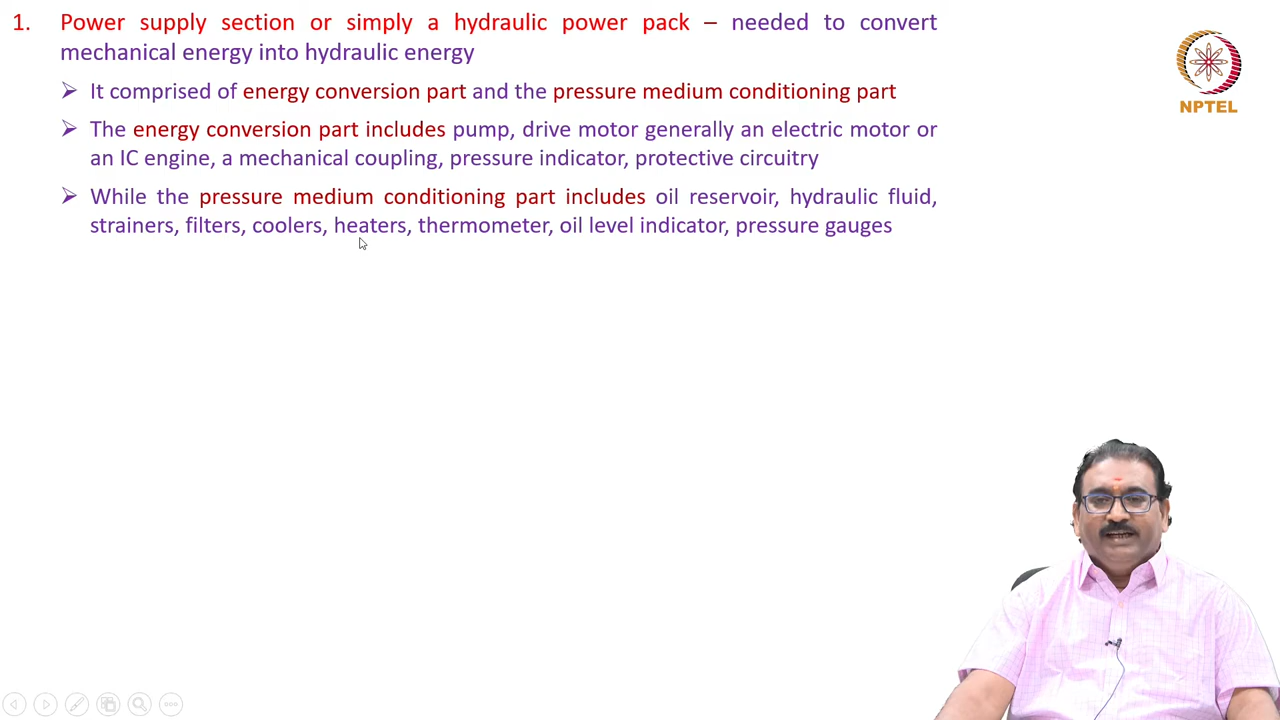 1. Power supply section or simply a hydraulic power pack – needed to convert
mechanical energy into hydraulic energy
➢ It comprised of energy conversion part and the pressure medium conditioning part
➢ The energy conversion part includes pump, drive motor generally an electric motor or
an IC engine, a mechanical coupling, pressure indicator, protective circuitry
➢ While the pressure medium conditioning part includes oil reservoir, hydraulic fluid,
strainers, filters, coolers, heaters, thermometer, oil level indicator, pressure gauges
NPTEL